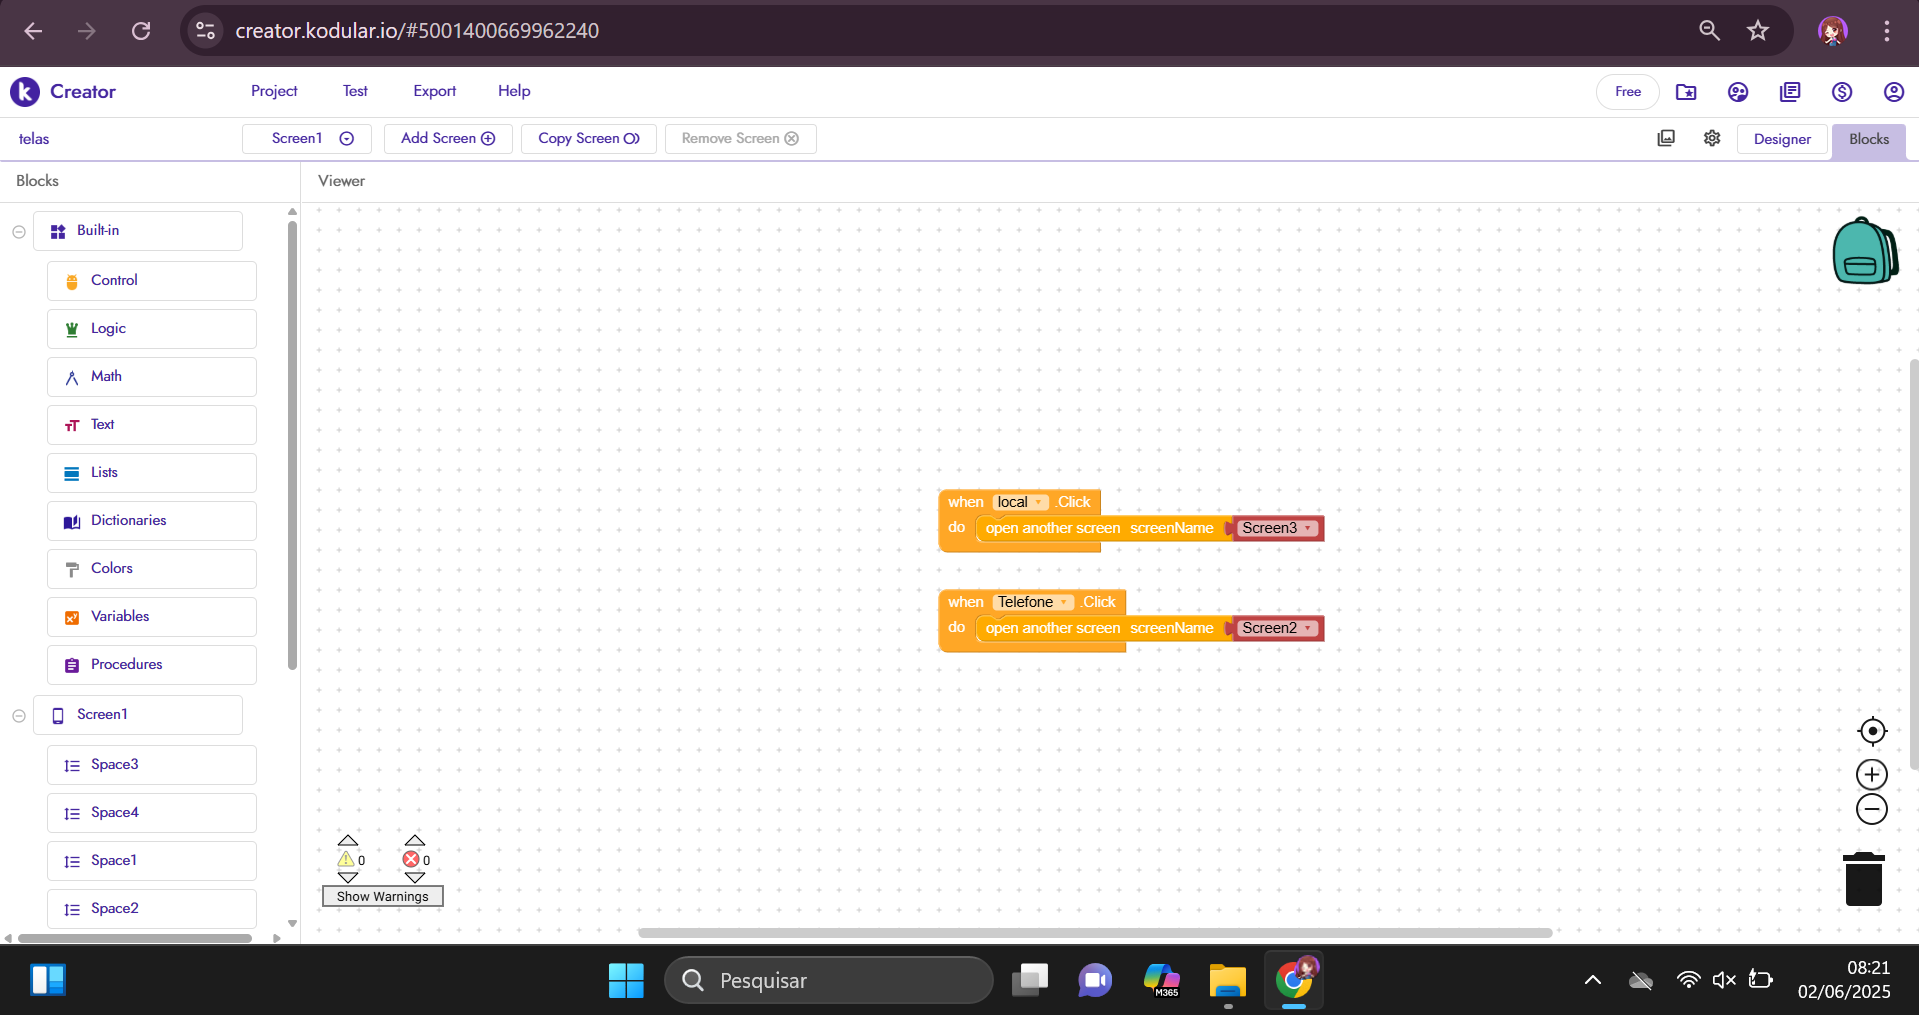 creator.kodular.io/#5001400669962240
Creator
Project
Test
Export
Help
Free
telas
Screen1
Add Screen
Copy Screen
Remove Screen
Designer
Blocks
Blocks
Viewer
Built-in
Control
Logic
Math
Text
Lists
Dictionaries
Colors
Variables
Procedures
Screen1
Space3
Space4
Space1
Space2
when local .Click
do open another screen screenName Screen3
when Telefone .Click
do open another screen screenName Screen2
0
0
Show Warnings
Pesquisar
M365
08:21
02/06/2025